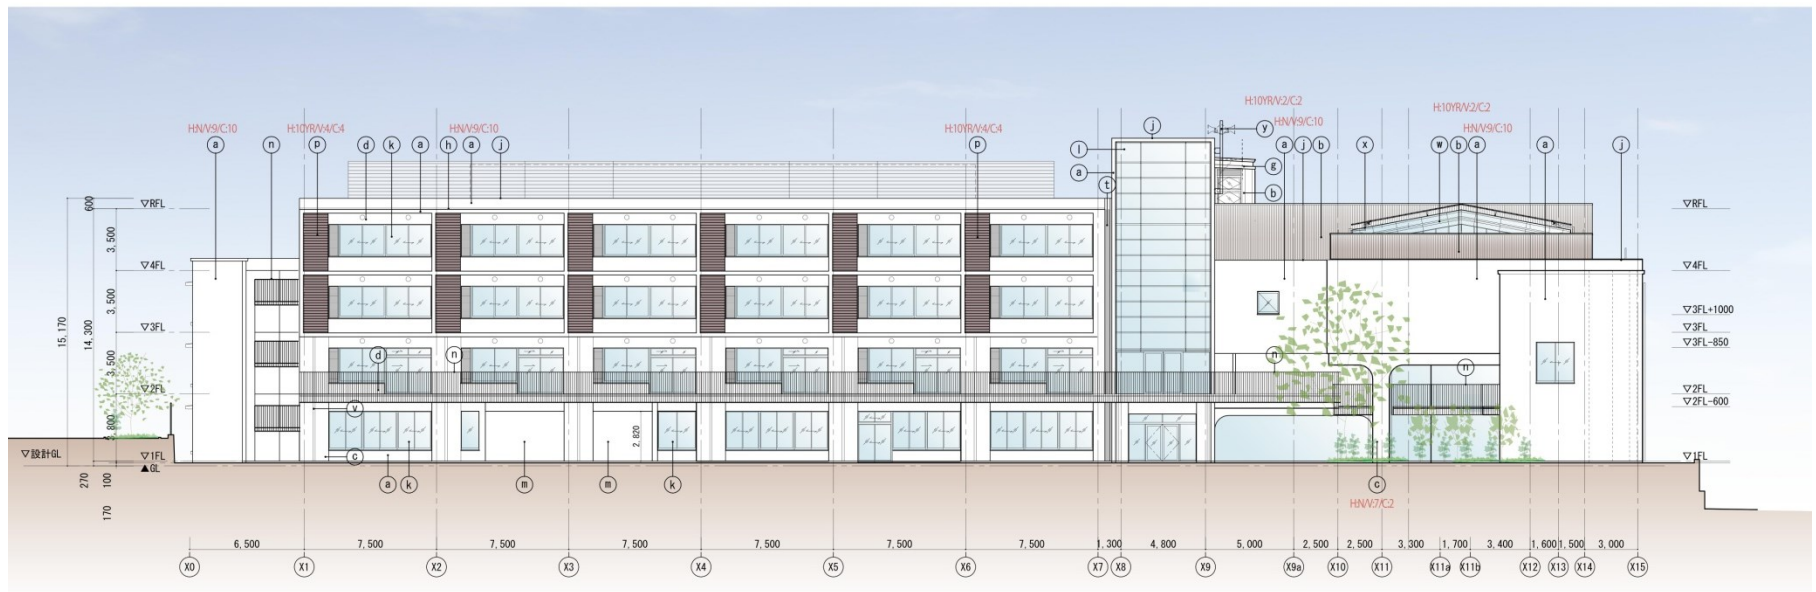 H:10YR/V:2/C:2
H:10YR/V:2/C:2
H:N/V:9/C:10
H:10YR/V:4/C:4
H:N/V:9/C:10
H:10YR/V:4/C:4
H:N/V:9/C:10
H:N/V:9/C:10
a n p d k a h a j p j y
l a t g b
a j b x w b a a j
▽RFL
▽4FL
▽3FL
▽2FL
▽設計GL
▽1FL
▲GL
600
3,500
3,500
3,500
3,800
15,170
14,300
270
100
170
▽RFL
▽4FL
▽3FL+1000
▽3FL
▽3FL-850
▽2FL
▽2FL-600
▽1FL
d n n n
v
c
2,820
a k m m k c
H:N/V:7/C:2
6,500 7,500 7,500 7,500 7,500 7,500 7,500 1,300 4,800 5,000 2,500 2,500 3,300 1,700 3,400 1,600 1,500 3,000
X0 X1 X2 X3 X4 X5 X6 X7 X8 X9 X9a X10 X11 X11a X11b X12 X13 X14 X15